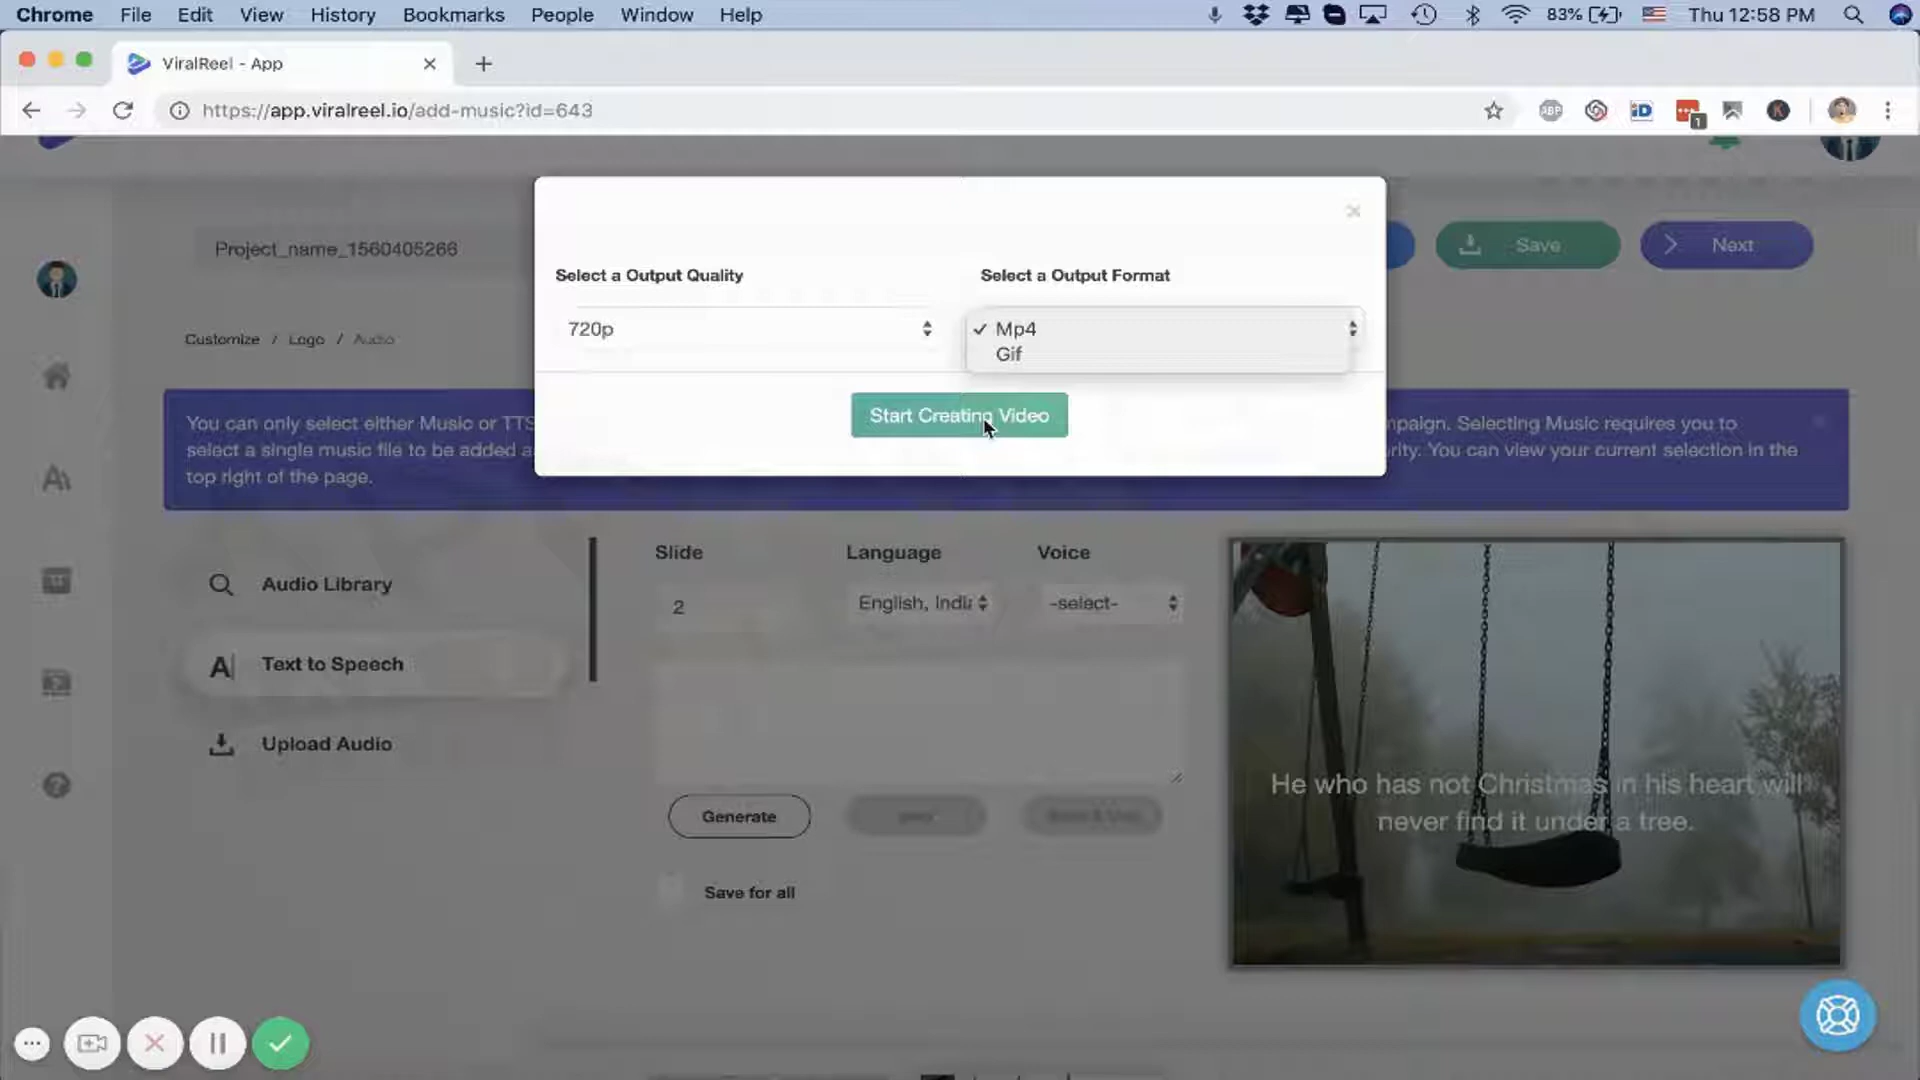 Chrome File Edit View History Bookmarks People Window Help 83% Thu 12:58 PM
ViralReel - App
https://app.viralreel.io/add-music?id=643
ABP iD 1 K
Project_name_1560405266
Save
Next
Select a Output Quality
Select a Output Format
720p
Mp4
Gif
Customize / Logo / Audio
Start Creating Video
You can only select either Music or TTS
mpaign. Selecting Music requires you to
select a single music file to be added a
rity. You can view your current selection in the
top right of the page.
Audio Library
Text to Speech
Upload Audio
Slide
Language
Voice
2
English, Indi
-select-
Generate
Save for all
He who has not Christmas in his heart will
never find it under a tree.